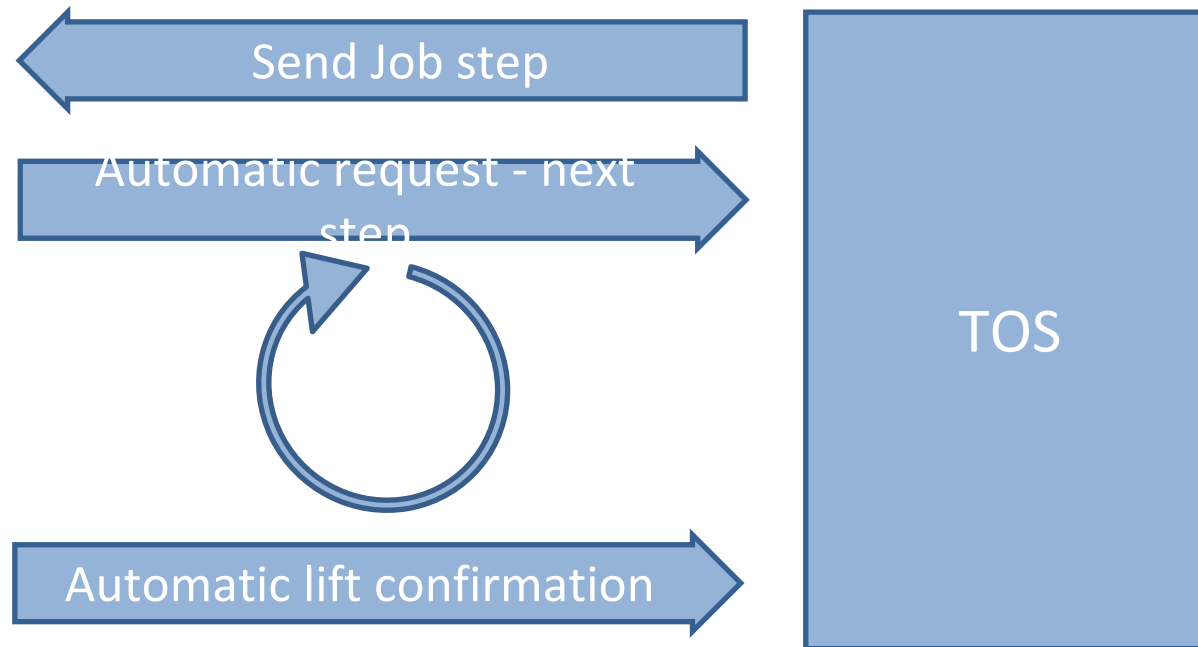 Send Job step
Automatic request - next
step
TOS
Automatic lift confirmation